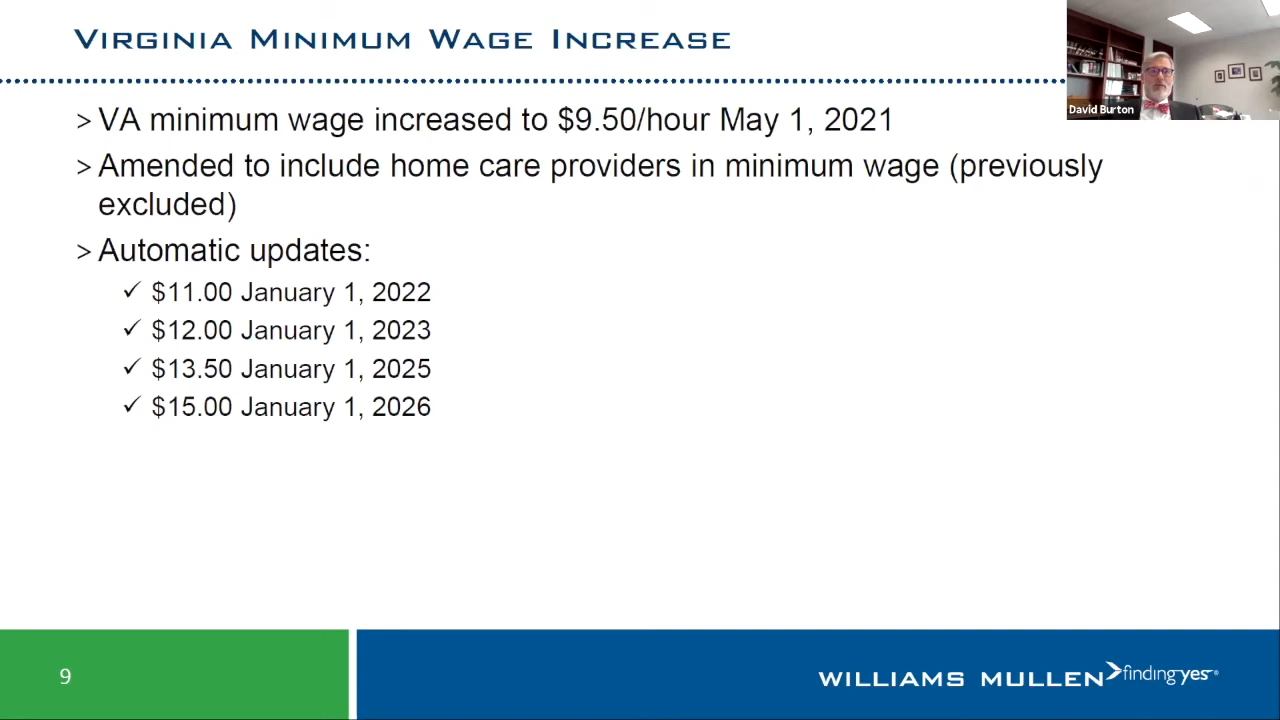 VIRGINIA MINIMUM WAGE INCREASE
David Burton
> VA minimum wage increased to $9.50/hour May 1, 2021
> Amended to include home care providers in minimum wage (previously
excluded)
> Automatic updates:
✓ $11.00 January 1, 2022
✓ $12.00 January 1, 2023
✓ $13.50 January 1, 2025
✓ $15.00 January 1, 2026
9
WILLIAMS MULLEN finding yes®